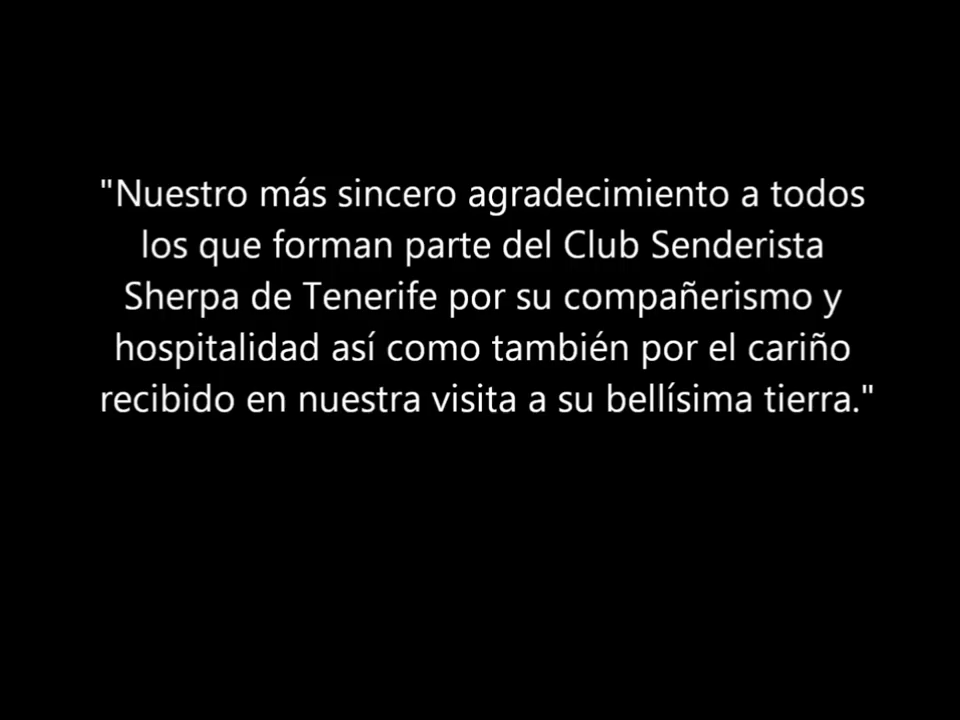 "Nuestro más sincero agradecimiento a todos
los que forman parte del Club Senderista
Sherpa de Tenerife por su compañerismo y
hospitalidad así como también por el cariño
recibido en nuestra visita a su bellísima tierra."